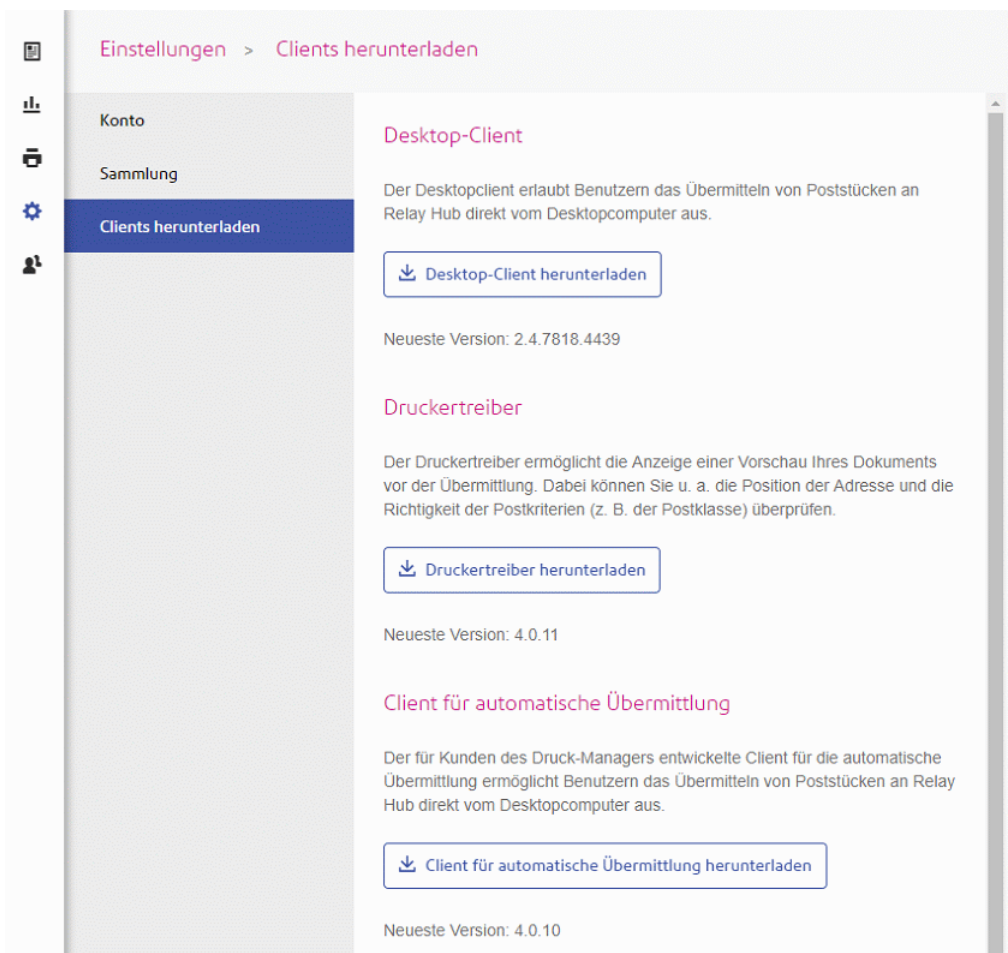 Einstellungen > Clients herunterladen
Konto
Sammlung
Clients herunterladen
Desktop-Client
Der Desktopclient erlaubt Benutzern das Übermitteln von Poststücken an
Relay Hub direkt vom Desktopcomputer aus.
Desktop-Client herunterladen
Neueste Version: 2.4.7818.4439
Druckertreiber
Der Druckertreiber ermöglicht die Anzeige einer Vorschau Ihres Dokuments
vor der Übermittlung. Dabei können Sie u. a. die Position der Adresse und die
Richtigkeit der Postkriterien (z. B. der Postklasse) überprüfen.
Druckertreiber herunterladen
Neueste Version: 4.0.11
Client für automatische Übermittlung
Der für Kunden des Druck-Managers entwickelte Client für die automatische
Übermittlung ermöglicht Benutzern das Übermitteln von Poststücken an Relay
Hub direkt vom Desktopcomputer aus.
Client für automatische Übermittlung herunterladen
Neueste Version: 4.0.10